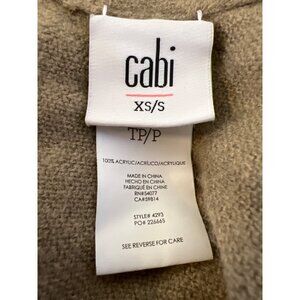 cabi
XS/S
TP/P
100% ACRYLIC/ACRÍLICO/ACRYLIQUE
MADE IN CHINA
HECHO EN CHINA
FABRIQUÉ EN CHINE
RN#54077
CA#59814
STYLE# 4293
PO# 226665
SEE REVERSE FOR CARE